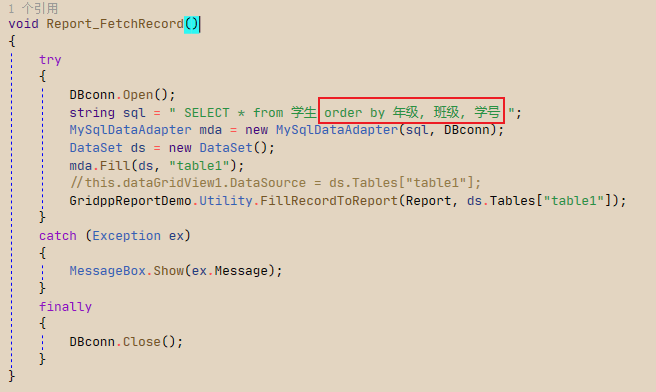 1 个引用
void Report_FetchRecord()
{
try
{
DBconn.Open();
string sql = " SELECT * from 学生 order by 年级, 班级, 学号 ";
MySqlDataAdapter mda = new MySqlDataAdapter(sql, DBconn);
DataSet ds = new DataSet();
mda.Fill(ds, "table1");
//this.dataGridView1.DataSource = ds.Tables["table1"];
GridppReportDemo.Utility.FillRecordToReport(Report, ds.Tables["table1"]);
}
catch (Exception ex)
{
MessageBox.Show(ex.Message);
}
finally
{
DBconn.Close();
}
}